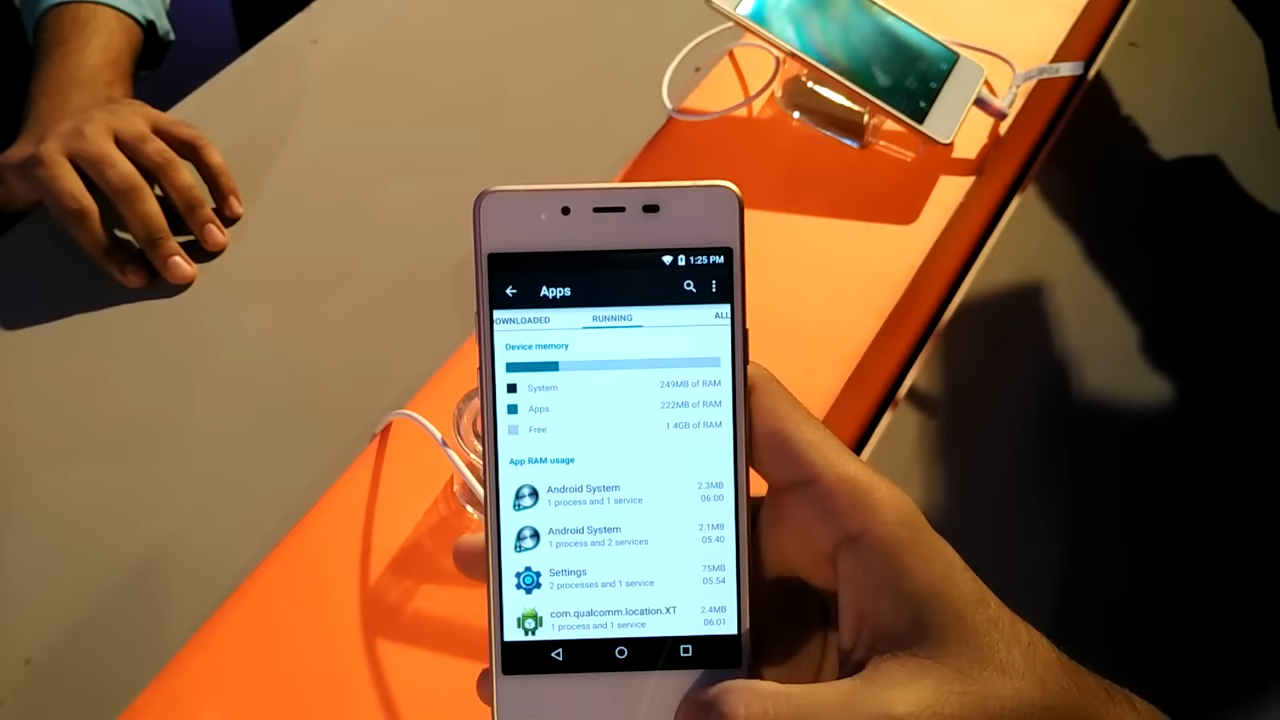 1:25 PM
Apps
OWNLOADED RUNNING ALL
Device memory
System 249MB of RAM
Apps 222MB of RAM
Free 1.4GB of RAM
App RAM usage
Android System 2.3MB
1 process and 1 service 06:00
Android System 2.1MB
1 process and 2 services 05:40
Settings 75MB
2 processes and 1 service 05:54
com.qualcomm.location.XT 2.4MB
1 process and 1 service 06:01